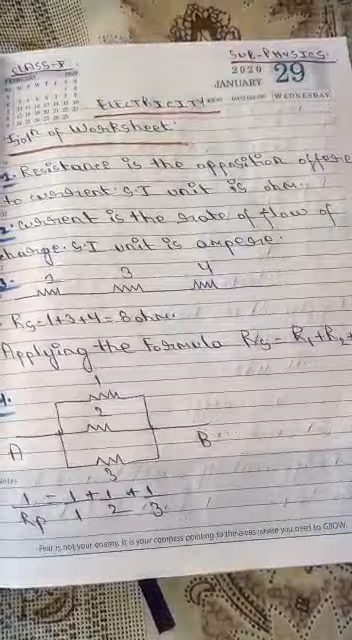 CLASS-X
SUB-PHYSICS.
FEBRUARY 2020
2020 29
JANUARY
ELECTRICITY
WEDNESDAY
Soln of Worksheet:
1. Resistance is the opposition offere
to current. S.I unit is ohm.
2. current is the rate of flow of
charge. S.I unit is ampere.
3. 1 3 4
Rs=1+3+4=8ohm.
Applying the formula Rs= R1+R2+
4.
1
2
A B
3
Notes
1/Rp = 1/1 + 1/2 + 1/3
Fear is not your enemy. It is your compass pointing to the areas where you need to GROW.